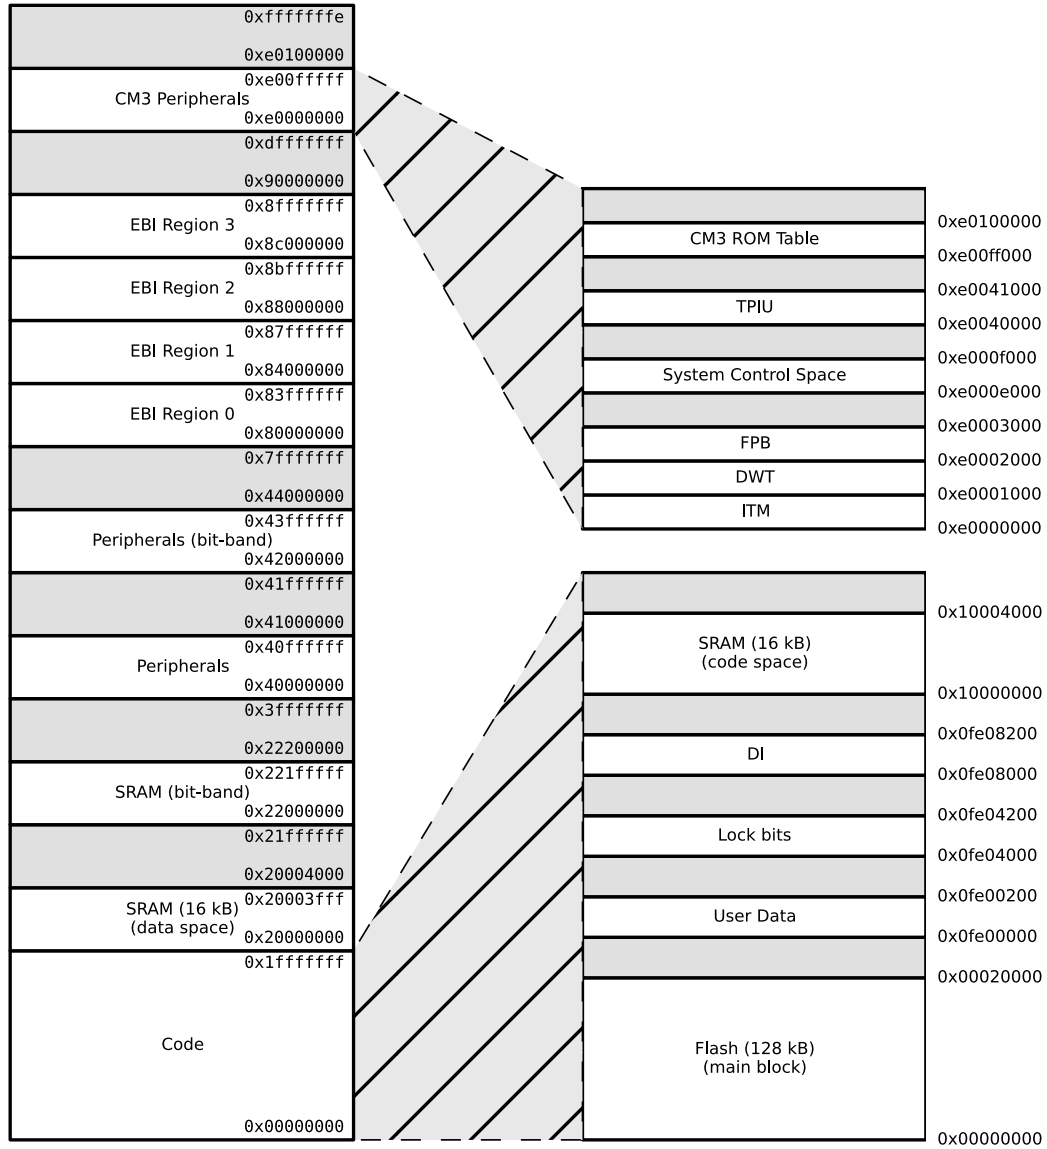 0xfffffffe
0xe0100000
0xe00fffff
CM3 Peripherals
0xe0000000
0xdfffffff
0x90000000
0x8fffffff
EBI Region 3
0x8c000000
0x8bffffff
EBI Region 2
0x88000000
0x87ffffff
EBI Region 1
0x84000000
0x83ffffff
EBI Region 0
0x80000000
0x7fffffff
0x44000000
0x43ffffff
Peripherals (bit-band)
0x42000000
0x41ffffff
0x41000000
0x40ffffff
Peripherals
0x40000000
0x3fffffff
0x22200000
0x221fffff
SRAM (bit-band)
0x22000000
0x21ffffff
0x20004000
0x20003fff
SRAM (16 kB)
(data space)
0x20000000
0x1fffffff
Code
0x00000000
0xe0100000
CM3 ROM Table
0xe00ff000
0xe0041000
TPIU
0xe0040000
0xe000f000
System Control Space
0xe000e000
0xe0003000
FPB
0xe0002000
DWT
0xe0001000
ITM
0xe0000000
0x10004000
SRAM (16 kB)
(code space)
0x10000000
0x0fe08200
DI
0x0fe08000
0x0fe04200
Lock bits
0x0fe04000
0x0fe00200
User Data
0x0fe00000
0x00020000
Flash (128 kB)
(main block)
0x00000000